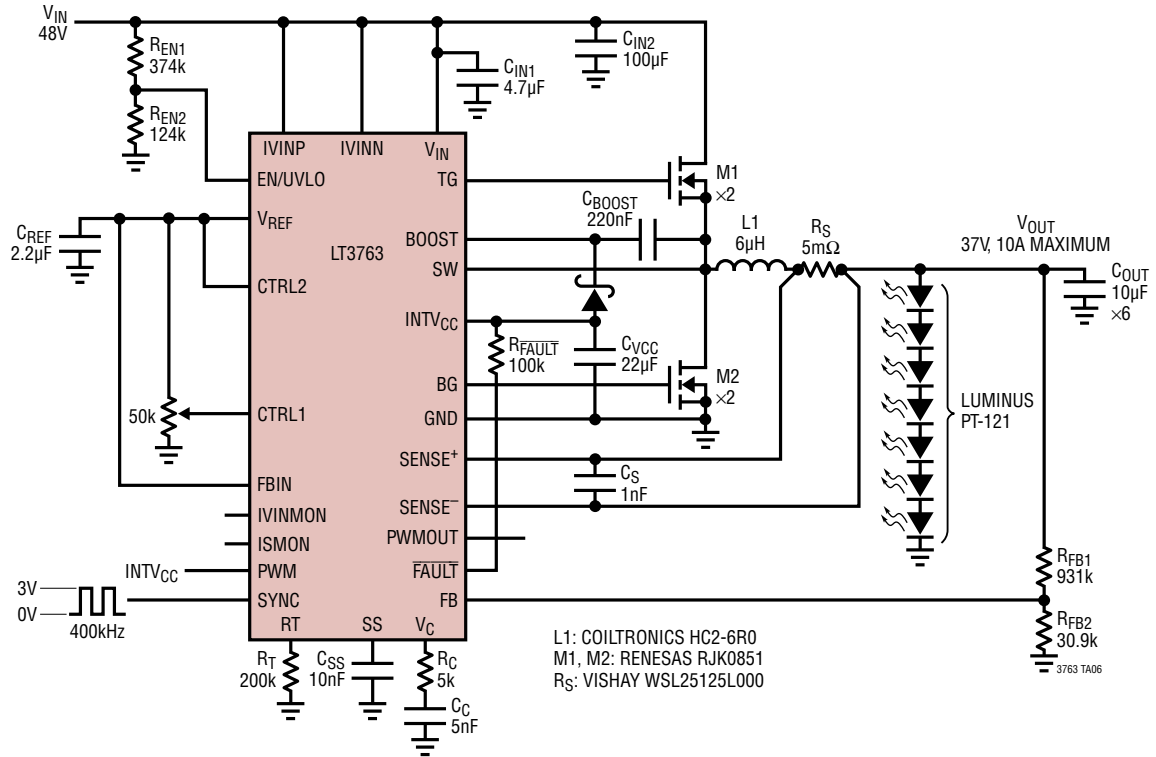 VIN
48V
REN1
374k
REN2
124k
CIN1
4.7µF
CIN2
100µF
IVINP
IVINN
VIN
EN/UVLO
TG
M1
×2
CREF
2.2µF
VREF
LT3763
BOOST
CBOOST
220nF
SW
L1
6µH
RS
5mΩ
VOUT
37V, 10A MAXIMUM
COUT
10µF
×6
CTRL2
INTVCC
RFAULT
100k
CVCC
22µF
BG
M2
×2
50k
CTRL1
GND
LUMINUS
PT-121
SENSE+
CS
1nF
FBIN
SENSE–
IVINMON
ISMON
PWMOUT
INTVCC
PWM
FAULT
3V
0V
400kHz
SYNC
FB
RFB1
931k
RFB2
30.9k
RT
SS
VC
RT
200k
CSS
10nF
RC
5k
CC
5nF
L1: COILTRONICS HC2-6R0
M1, M2: RENESAS RJK0851
RS: VISHAY WSL25125L000
3763 TA06